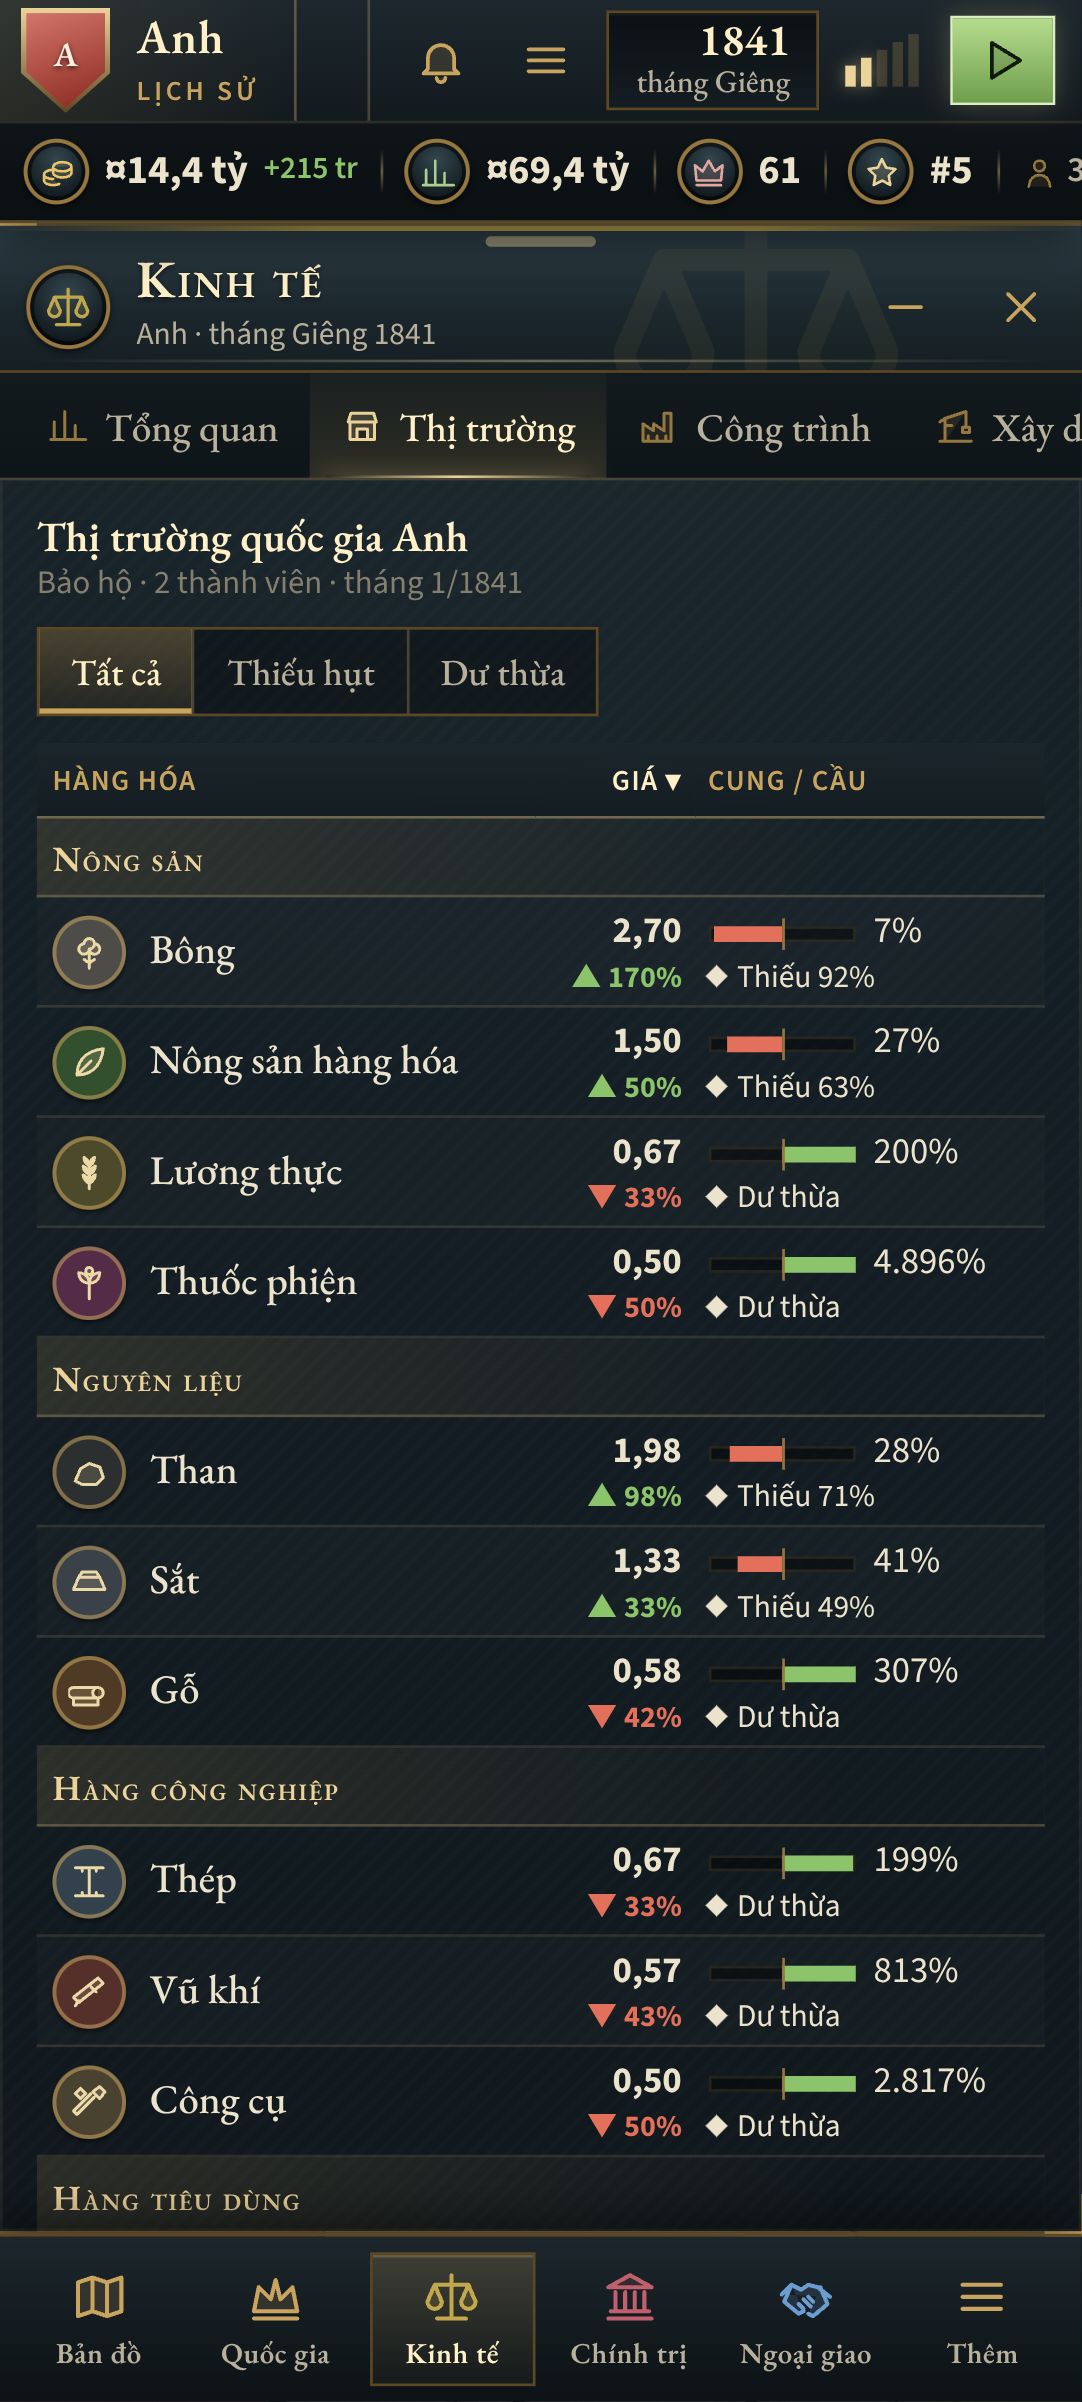 A
Anh
LỊCH SỬ
1841
tháng Giêng
¤14,4 tỷ +215 tr
¤69,4 tỷ
61
#5
Kinh tế
Anh · tháng Giêng 1841
Tổng quan
Thị trường
Công trình
Thị trường quốc gia Anh
Bảo hộ · 2 thành viên · tháng 1/1841
Tất cả
Thiếu hụt
Dư thừa
HÀNG HÓA GIÁ ▼ CUNG / CẦU
Nông sản
Bông 2,70 7%
▲ 170% ◆ Thiếu 92%
Nông sản hàng hóa 1,50 27%
▲ 50% ◆ Thiếu 63%
Lương thực 0,67 200%
▼ 33% ◆ Dư thừa
Thuốc phiện 0,50 4.896%
▼ 50% ◆ Dư thừa
Nguyên liệu
Than 1,98 28%
▲ 98% ◆ Thiếu 71%
Sắt 1,33 41%
▲ 33% ◆ Thiếu 49%
Gỗ 0,58 307%
▼ 42% ◆ Dư thừa
Hàng công nghiệp
Thép 0,67 199%
▼ 33% ◆ Dư thừa
Vũ khí 0,57 813%
▼ 43% ◆ Dư thừa
Công cụ 0,50 2.817%
▼ 50% ◆ Dư thừa
Hàng tiêu dùng
Bản đồ
Quốc gia
Kinh tế
Chính trị
Ngoại giao
Thêm